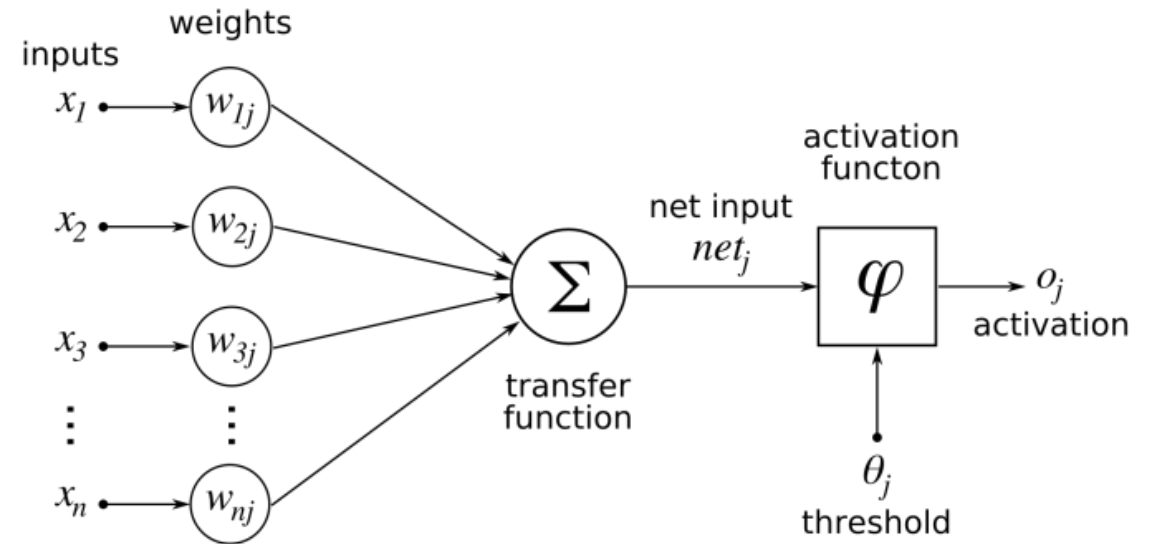 weights
inputs
x1
w1j
x2
w2j
x3
w3j
⋮ ⋮
xn
wnj
Σ
transfer
function
net input
netj
activation
functon
φ
oj
activation
θj
threshold